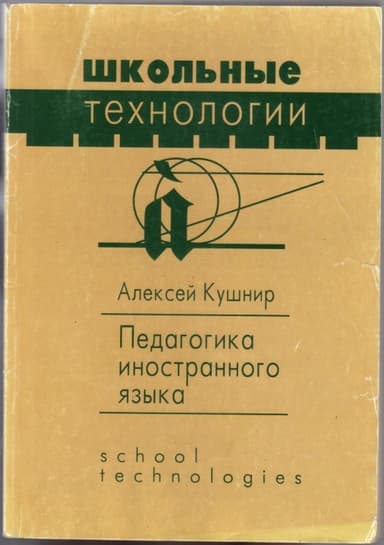 школьные
технологии
à
Алексей Кушнир
Педагогика
иностранного
языка
school
technologies